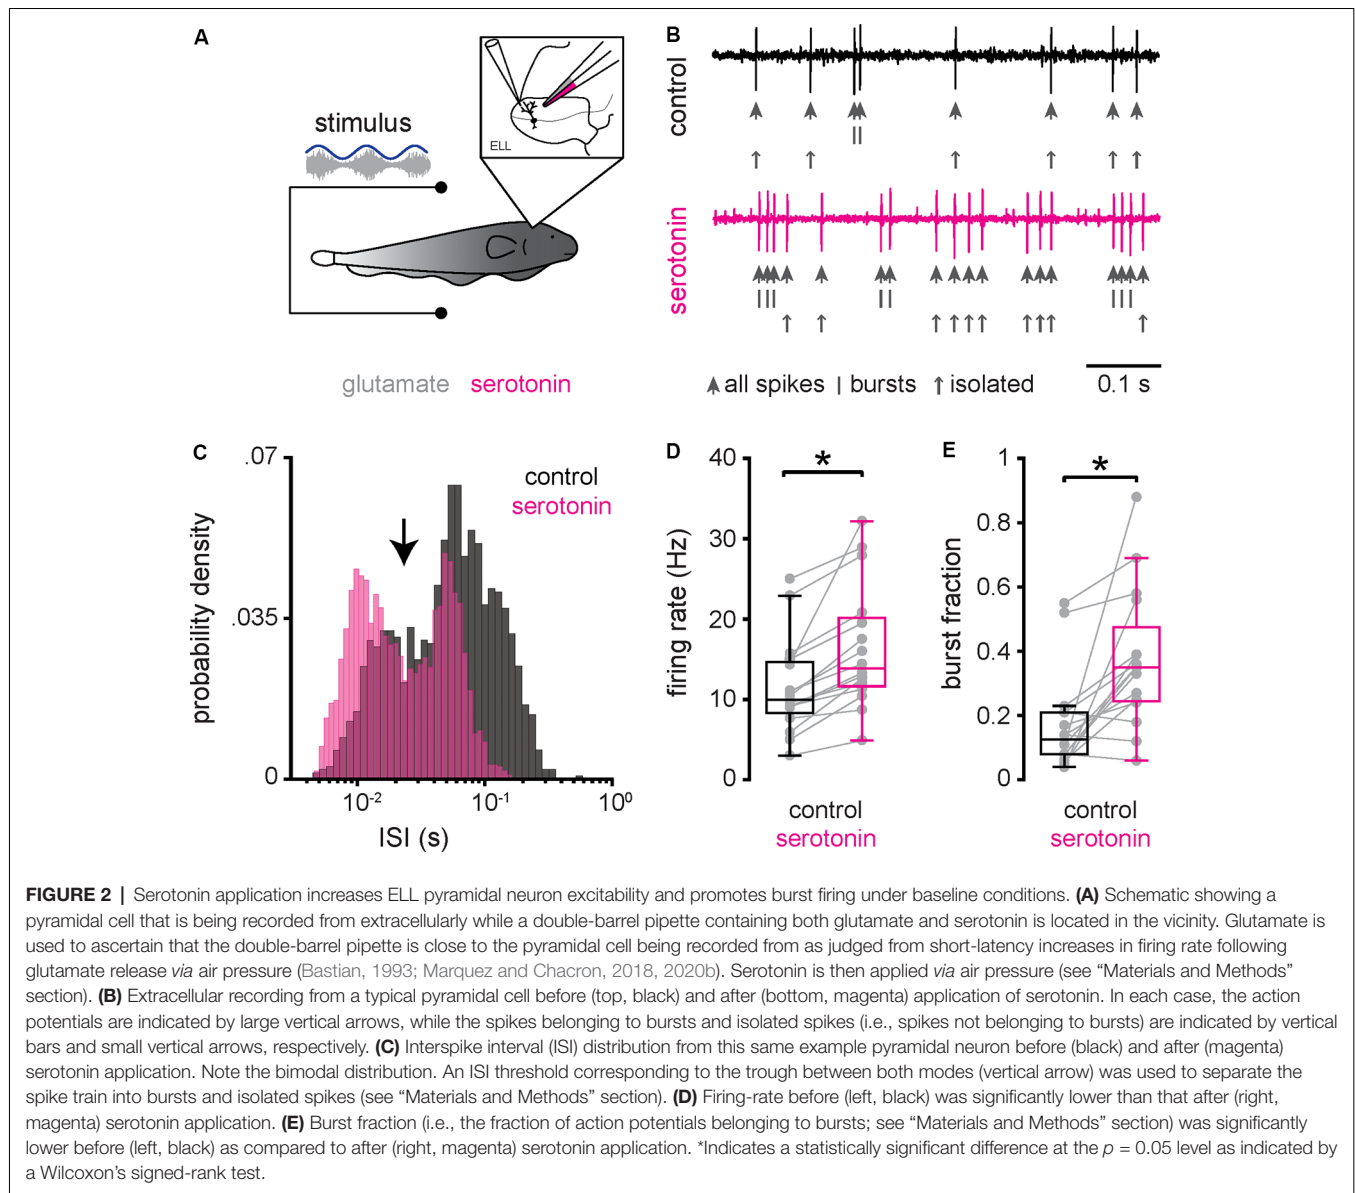 A
stimulus
ELL
glutamate serotonin
B
control
serotonin
all spikes bursts isolated
0.1 s
C
.07
.035
0
probability density
control
serotonin
10-2 10-1 100
ISI (s)
D
40
30
20
10
0
firing rate (Hz)
*
control
serotonin
E
1
0.8
0.6
0.4
0.2
0
burst fraction
*
control
serotonin
FIGURE 2 | Serotonin application increases ELL pyramidal neuron excitability and promotes burst firing under baseline conditions. (A) Schematic showing a
pyramidal cell that is being recorded from extracellularly while a double-barrel pipette containing both glutamate and serotonin is located in the vicinity. Glutamate is
used to ascertain that the double-barrel pipette is close to the pyramidal cell being recorded from as judged from short-latency increases in firing rate following
glutamate release via air pressure (Bastian, 1993; Marquez and Chacron, 2018, 2020b). Serotonin is then applied via air pressure (see “Materials and Methods”
section). (B) Extracellular recording from a typical pyramidal cell before (top, black) and after (bottom, magenta) application of serotonin. In each case, the action
potentials are indicated by large vertical arrows, while the spikes belonging to bursts and isolated spikes (i.e., spikes not belonging to bursts) are indicated by vertical
bars and small vertical arrows, respectively. (C) Interspike interval (ISI) distribution from this same example pyramidal neuron before (black) and after (magenta)
serotonin application. Note the bimodal distribution. An ISI threshold corresponding to the trough between both modes (vertical arrow) was used to separate the
spike train into bursts and isolated spikes (see “Materials and Methods” section). (D) Firing-rate before (left, black) was significantly lower than that after (right,
magenta) serotonin application. (E) Burst fraction (i.e., the fraction of action potentials belonging to bursts; see “Materials and Methods” section) was significantly
lower before (left, black) as compared to after (right, magenta) serotonin application. *Indicates a statistically significant difference at the p = 0.05 level as indicated by
a Wilcoxon’s signed-rank test.